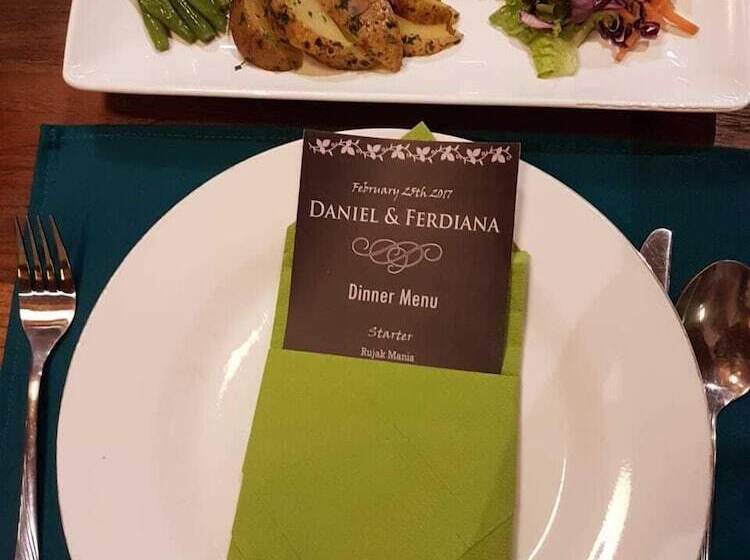 February 25th 2017
DANIEL & FERDIANA
Dinner Menu
Starter
Rujak Mania